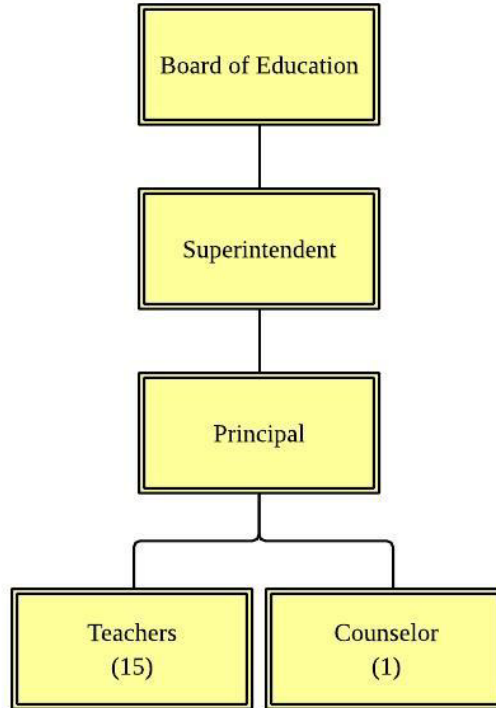 Board of Education
Superintendent
Principal
Teachers
(15)
Counselor
(1)